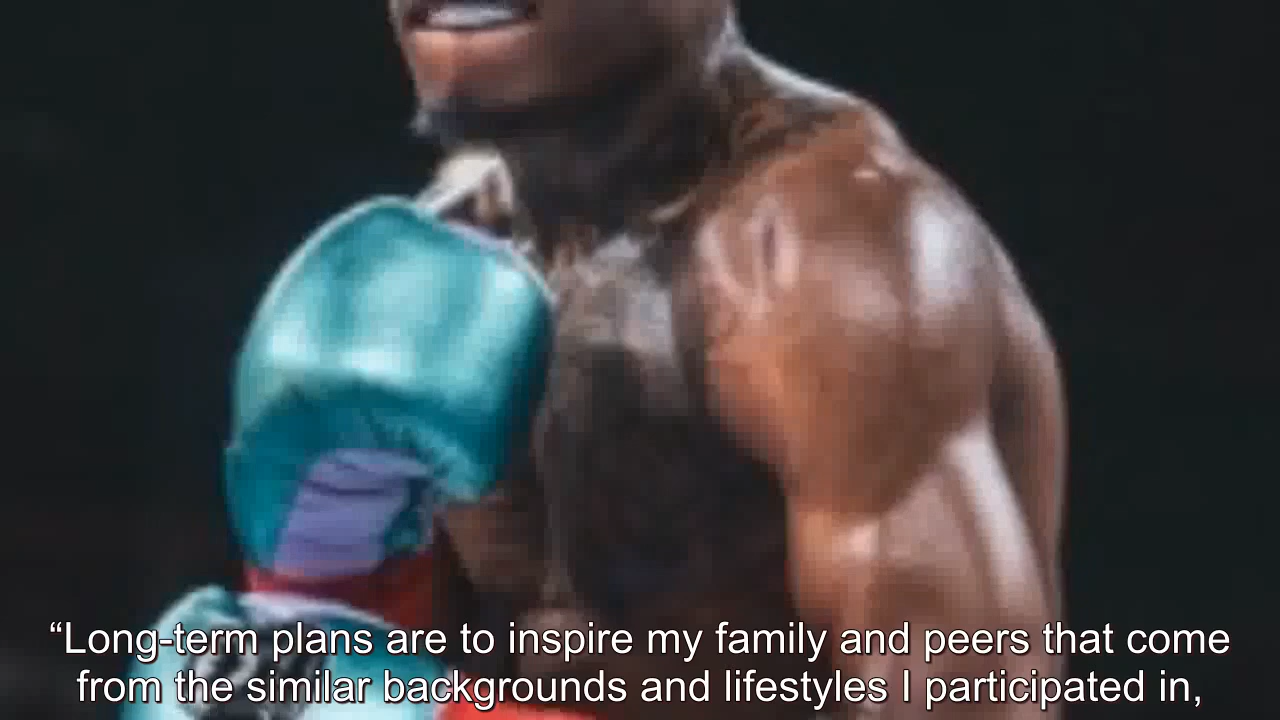 “Long-term plans are to inspire my family and peers that come
from the similar backgrounds and lifestyles I participated in,